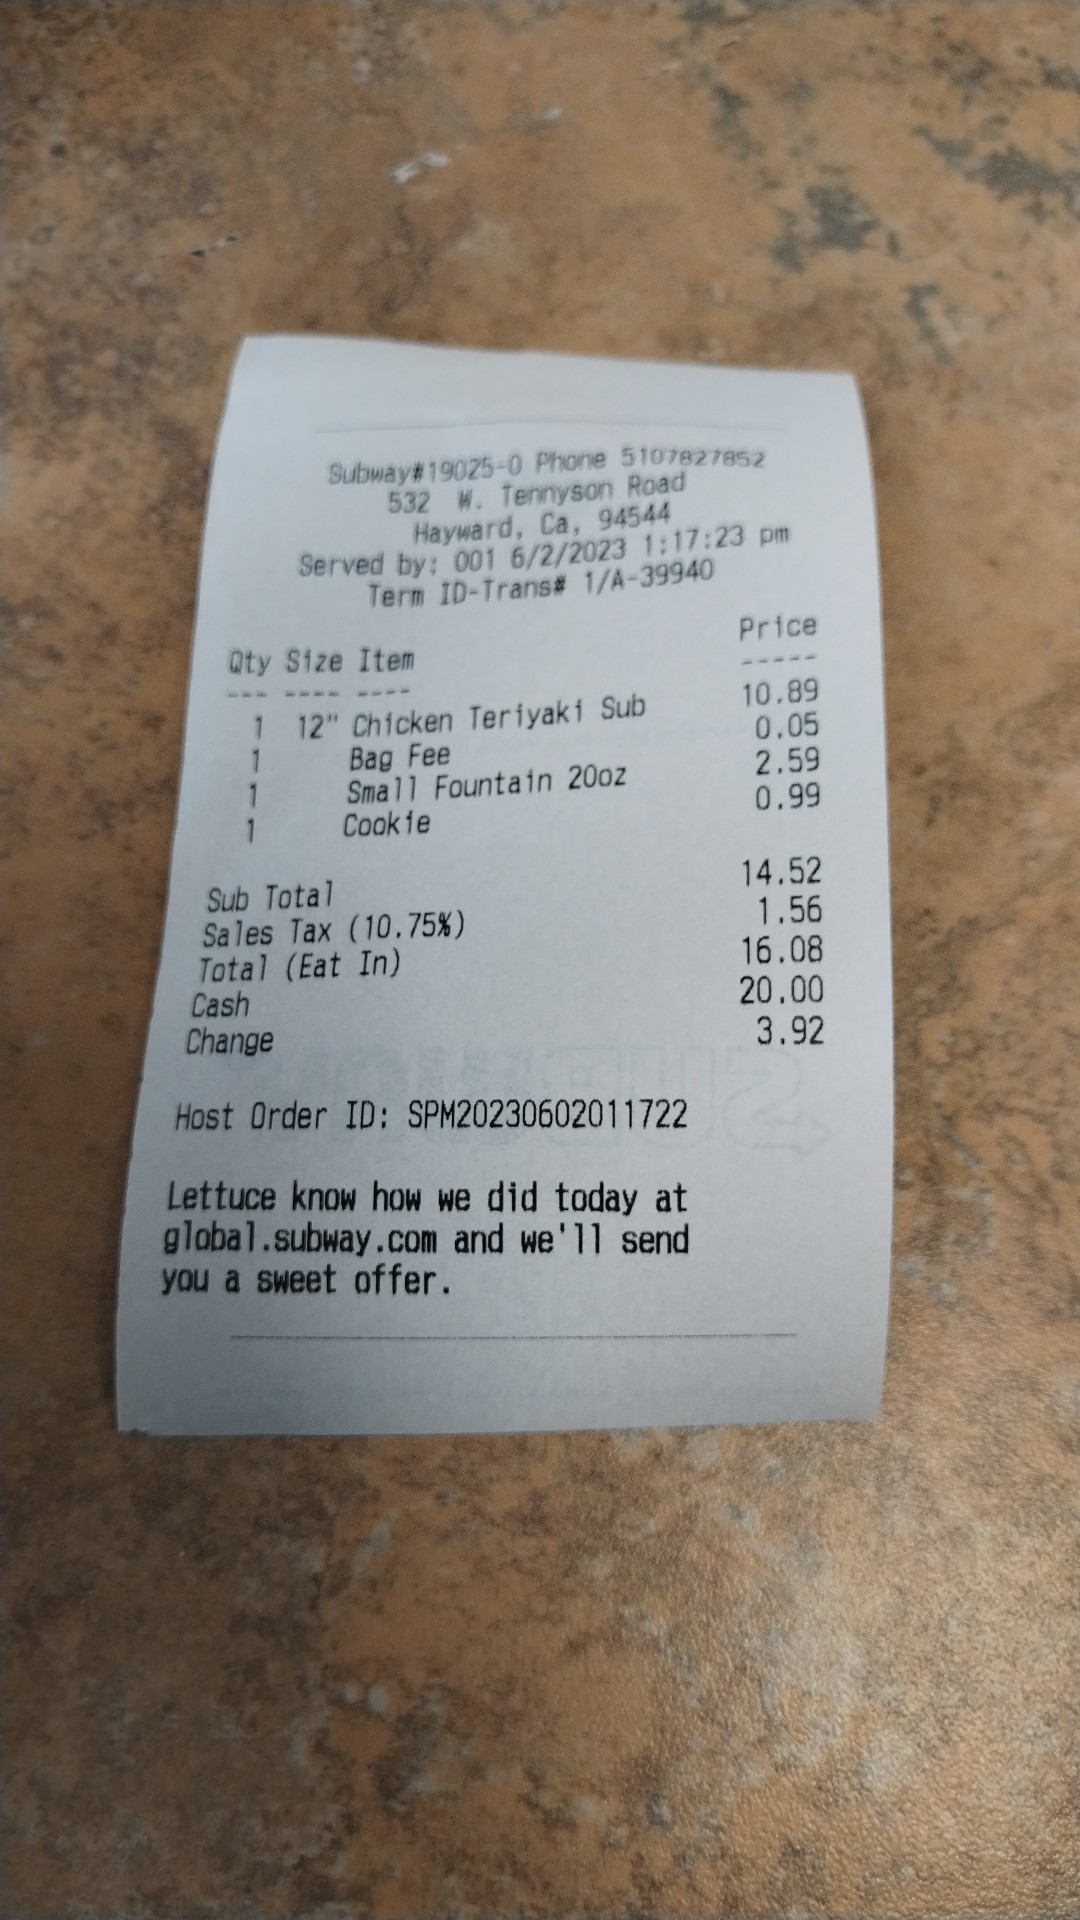 Subway#19025-0 Phone 5107827852
532 W. Tennyson Road
Hayward, Ca, 94544
Served by: 001 6/2/2023 1:17:23 pm
Term ID-Trans# 1/A-39940
Qty Size Item Price
--- ---- ---- -----
1 12" Chicken Teriyaki Sub 10.89
1 Bag Fee 0.05
1 Small Fountain 20oz 2.59
1 Cookie 0.99
Sub Total 14.52
Sales Tax (10.75%) 1.56
Total (Eat In) 16.08
Cash 20.00
Change 3.92
Host Order ID: SPM20230602011722
Lettuce know how we did today at
global.subway.com and we'll send
you a sweet offer.